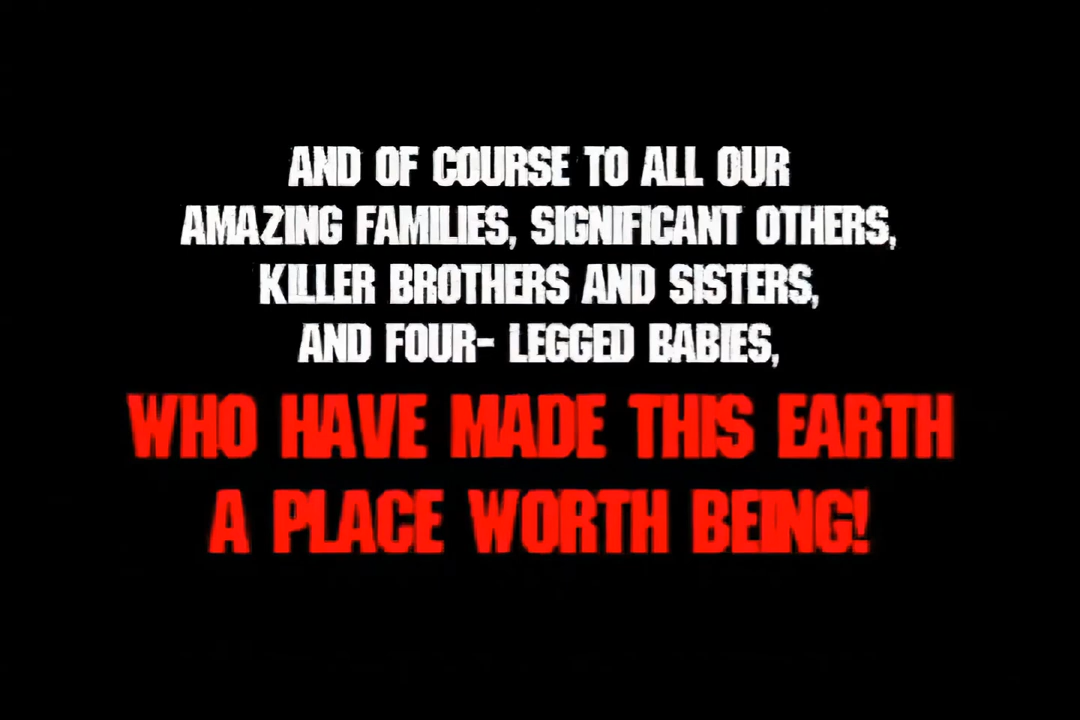 AND OF COURSE TO ALL OUR
AMAZING FAMILIES, SIGNIFICANT OTHERS,
KILLER BROTHERS AND SISTERS,
AND FOUR- LEGGED BABIES,
WHO HAVE MADE THIS EARTH
A PLACE WORTH BEING!